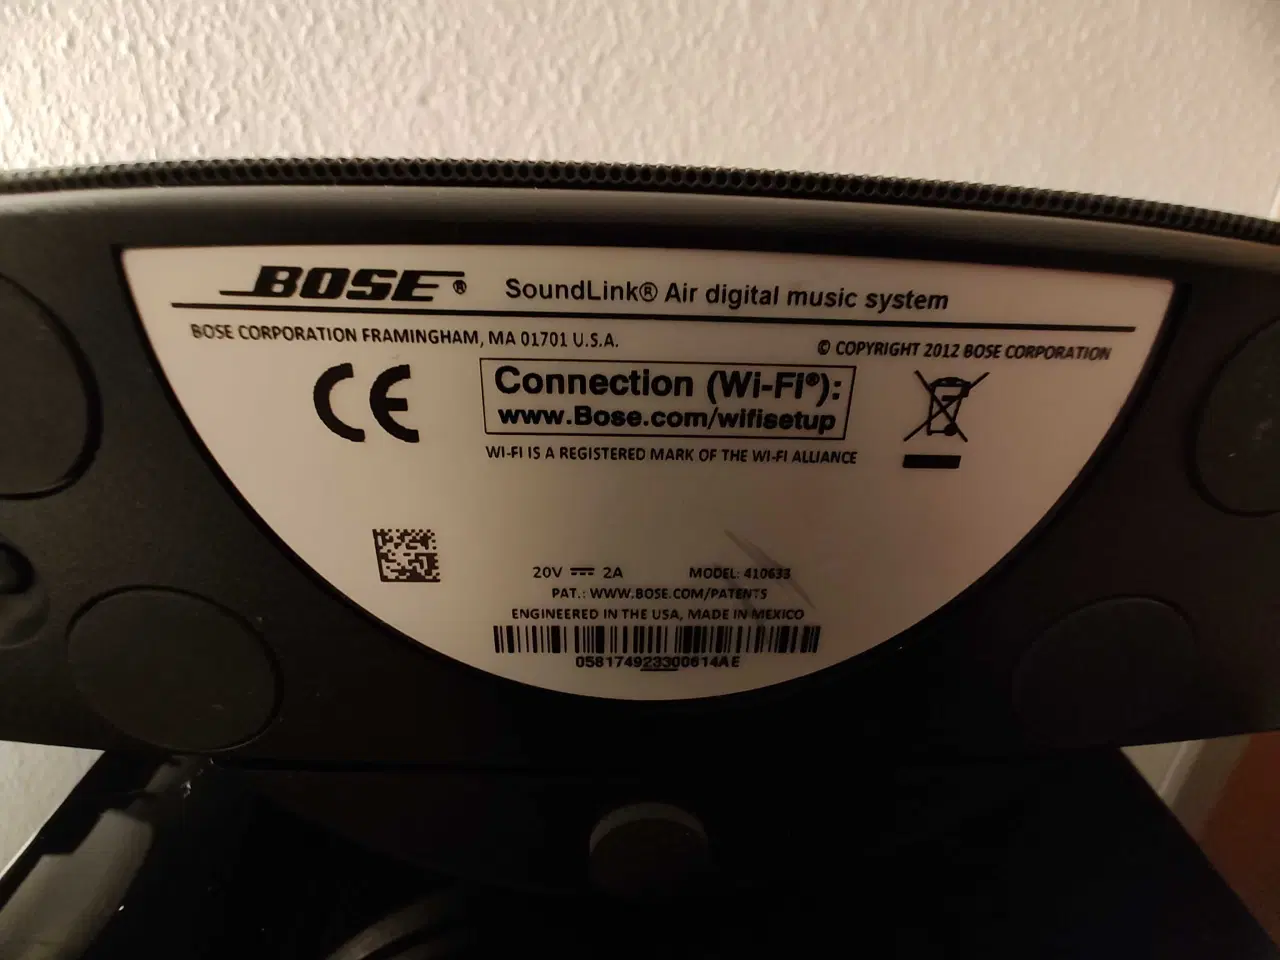 BOSE® SoundLink® Air digital music system
BOSE CORPORATION FRAMINGHAM, MA 01701 U.S.A.
© COPYRIGHT 2012 BOSE CORPORATION
CE
Connection (Wi-Fi®):
www.Bose.com/wifisetup
WI-FI IS A REGISTERED MARK OF THE WI-FI ALLIANCE
20V ⎓ 2A MODEL: 410633
PAT.: WWW.BOSE.COM/PATENTS
ENGINEERED IN THE USA, MADE IN MEXICO
058174923300614AE